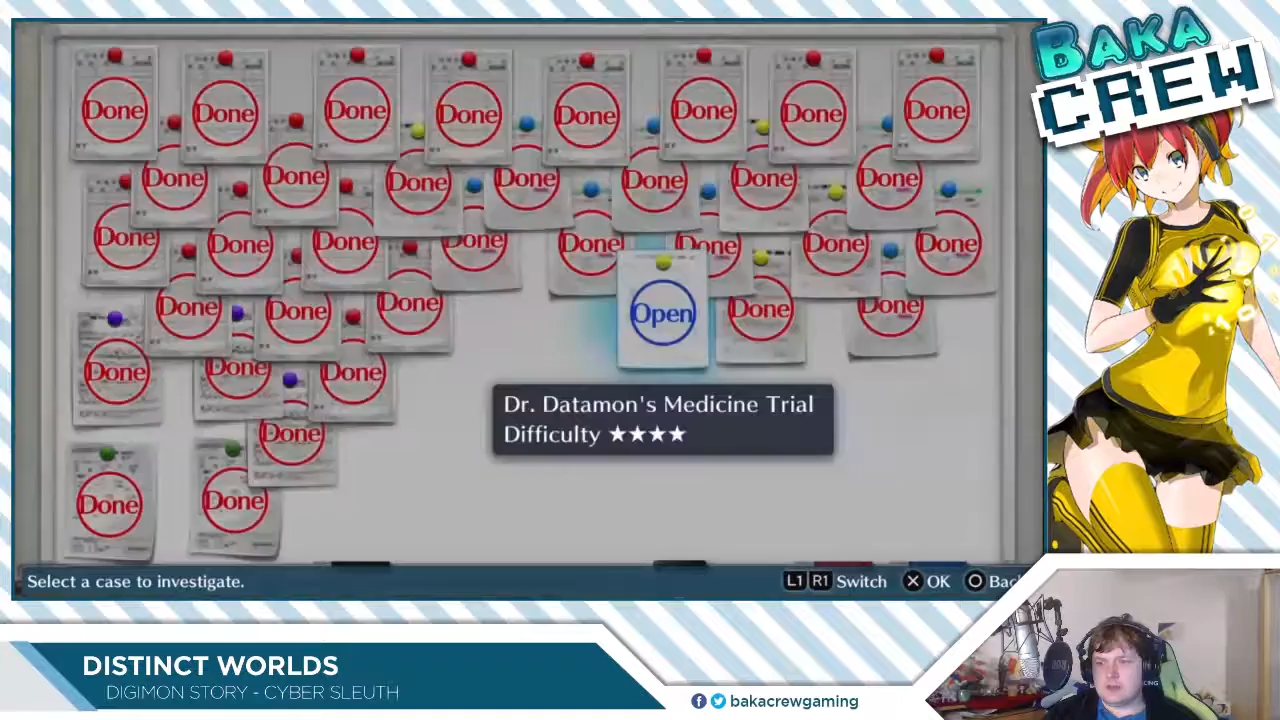 BAKA
CREW
Done Done Done Done Done Done Done Done
Done Done Done Done Done Done Done
Done Done Done Done Done Done Done Done
Done Done Done Open Done Done
Done Done Done
Done
Done Done
Dr. Datamon's Medicine Trial
Difficulty ★★★★
Select a case to investigate.
L1 R1 Switch X OK O Back
DISTINCT WORLDS
DIGIMON STORY - CYBER SLEUTH
bakacrewgaming